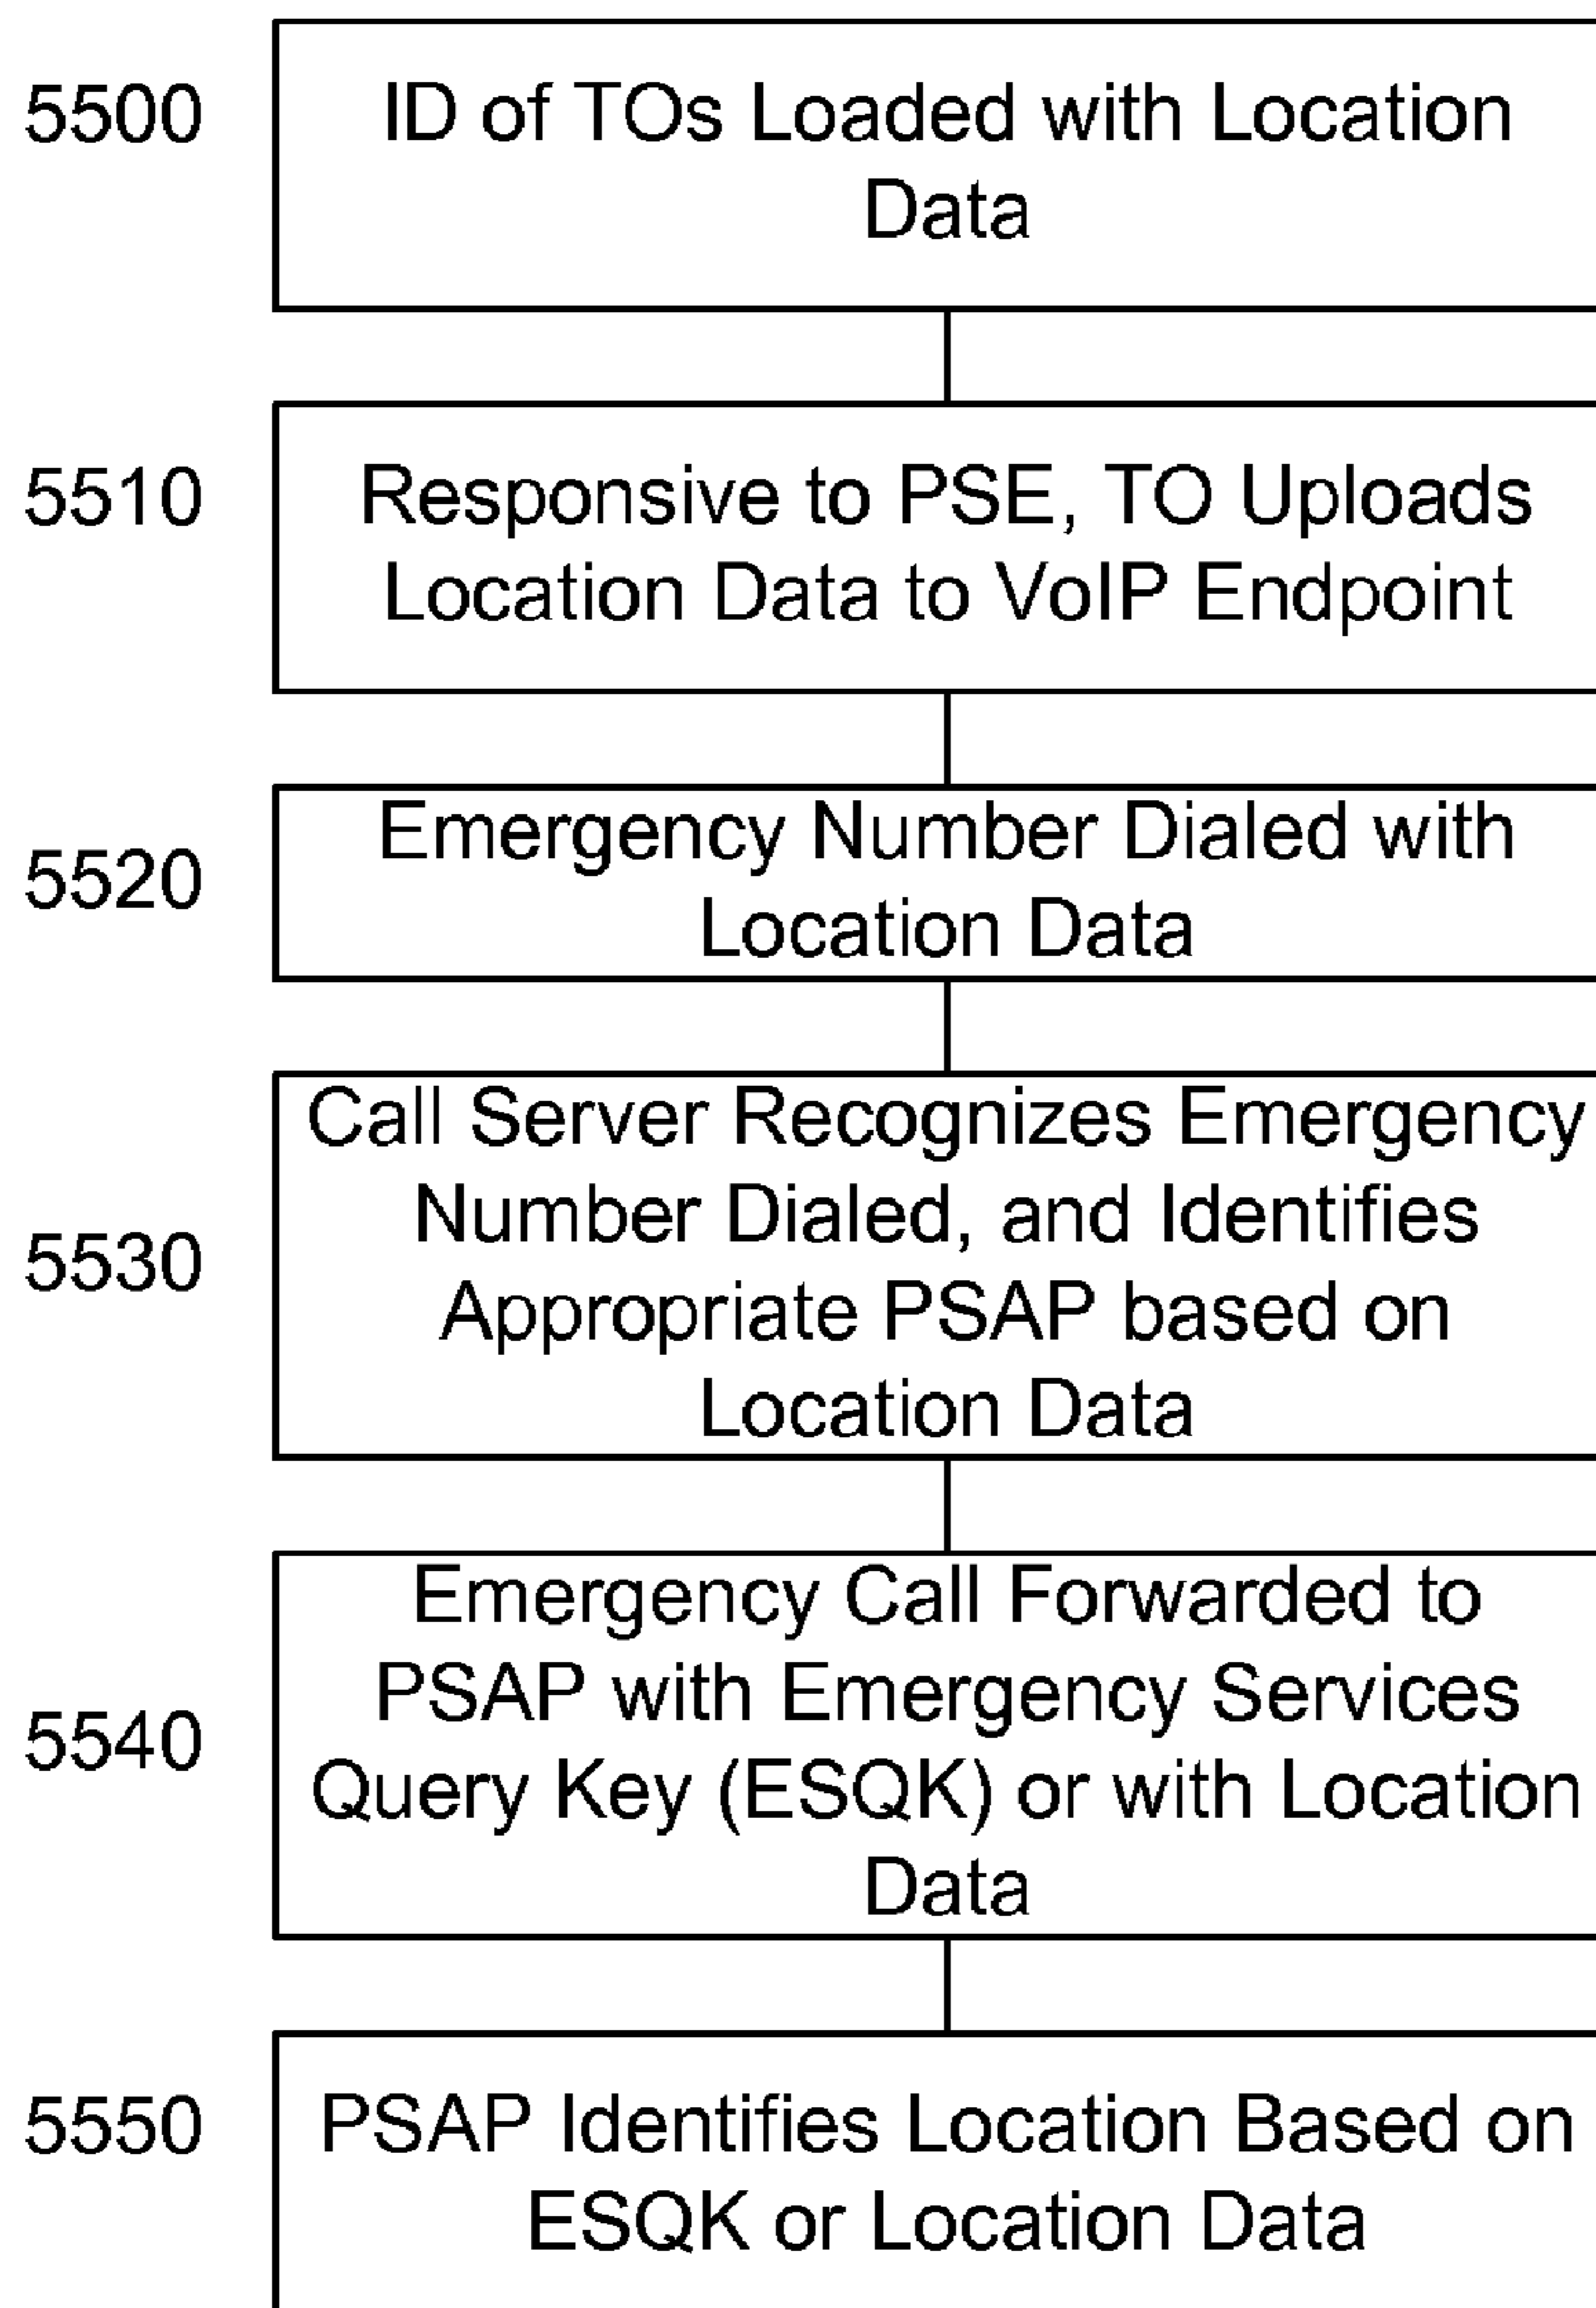 5500
ID of TOs Loaded with Location
Data
5510
Responsive to PSE, TO Uploads
Location Data to VoIP Endpoint
5520
Emergency Number Dialed with
Location Data
5530
Call Server Recognizes Emergency
Number Dialed, and Identifies
Appropriate PSAP based on
Location Data
5540
Emergency Call Forwarded to
PSAP with Emergency Services
Query Key (ESQK) or with Location
Data
5550
PSAP Identifies Location Based on
ESQK or Location Data